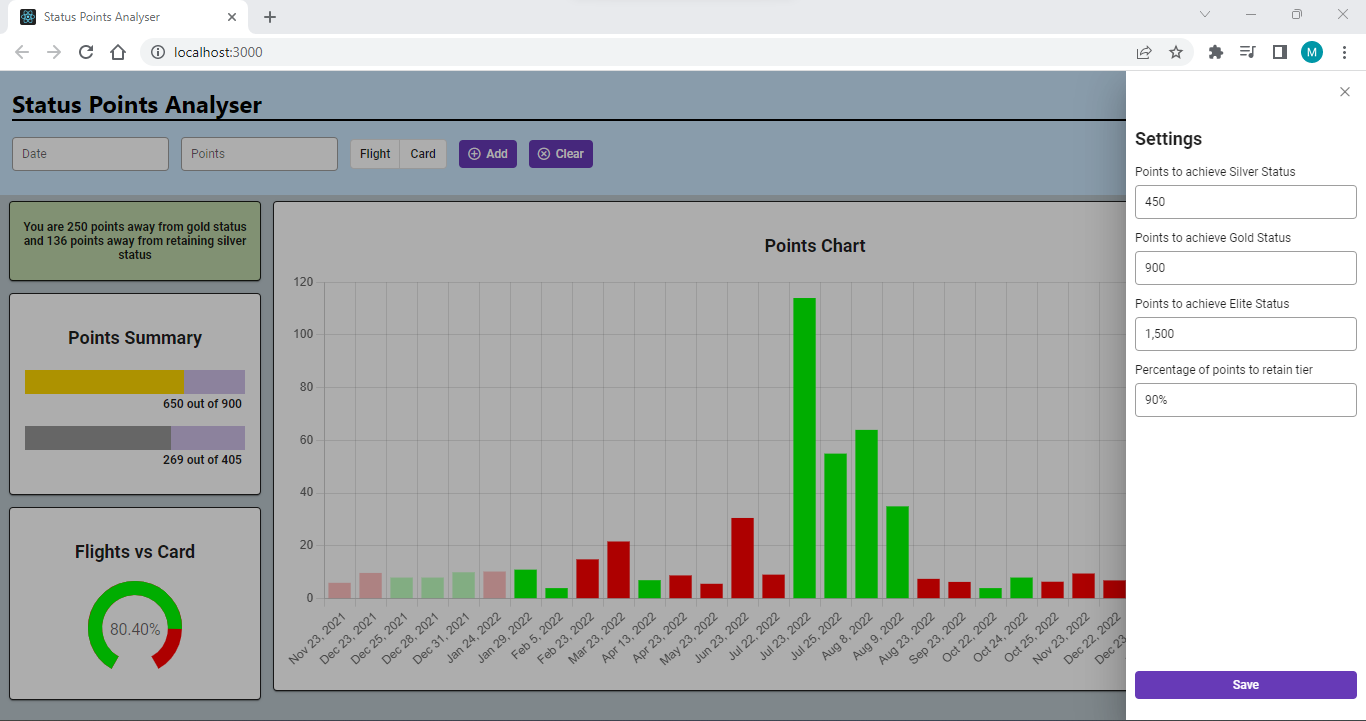 Status Points Analyser
localhost:3000
M
Status Points Analyser
Date
Points
Flight
Card
Add
Clear
You are 250 points away from gold status
and 136 points away from retaining silver
status
Points Summary
650 out of 900
269 out of 405
Flights vs Card
80.40%
Points Chart
120
100
80
60
40
20
0
Nov 23, 2021
Dec 23, 2021
Dec 25, 2021
Dec 28, 2021
Dec 31, 2021
Jan 24, 2022
Jan 29, 2022
Feb 5, 2022
Feb 23, 2022
Mar 23, 2022
Apr 13, 2022
Apr 23, 2022
May 23, 2022
Jun 23, 2022
Jul 22, 2022
Jul 23, 2022
Jul 25, 2022
Aug 8, 2022
Aug 9, 2022
Aug 23, 2022
Sep 23, 2022
Oct 22, 2022
Oct 24, 2022
Oct 25, 2022
Nov 23, 2022
Dec 22, 2022
Dec 23
Settings
Points to achieve Silver Status
450
Points to achieve Gold Status
900
Points to achieve Elite Status
1,500
Percentage of points to retain tier
90%
Save